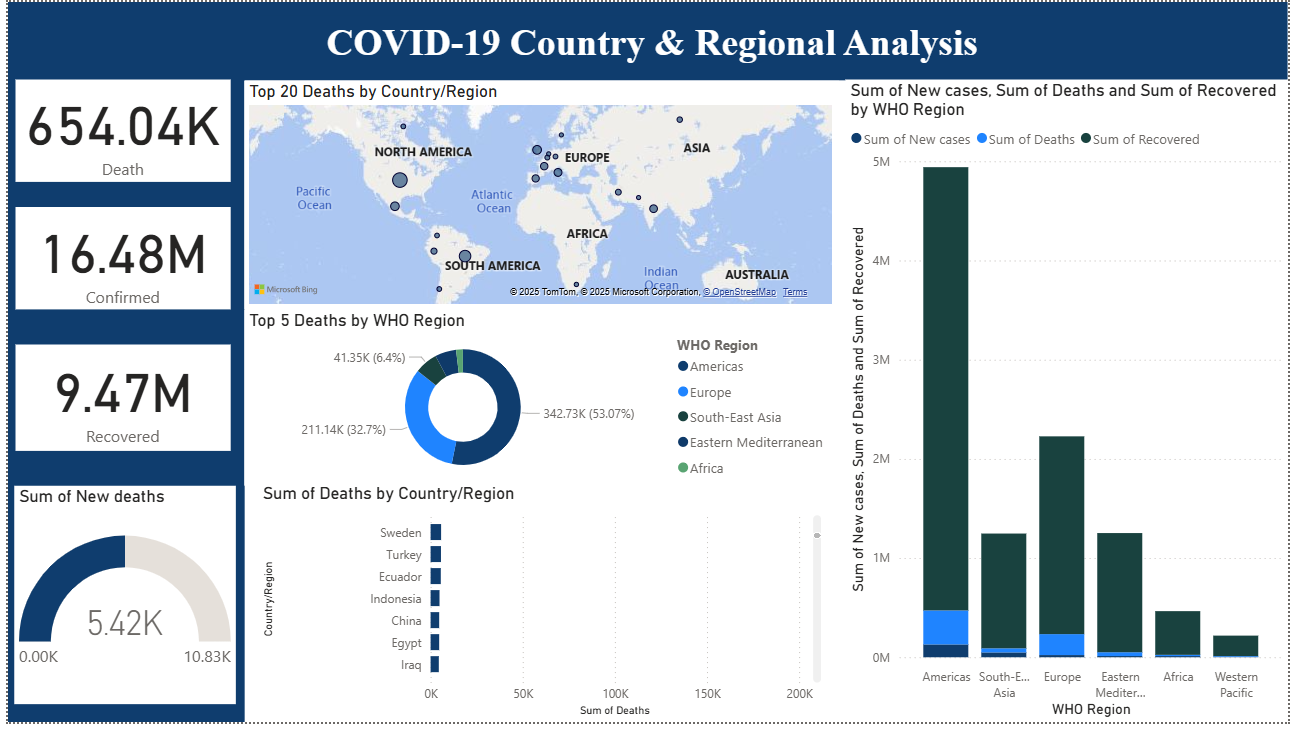 COVID-19 Country & Regional Analysis
654.04K
Death
16.48M
Confirmed
9.47M
Recovered
Sum of New deaths
5.42K
0.00K
10.83K
Top 20 Deaths by Country/Region
NORTH AMERICA
EUROPE
ASIA
Pacific
Ocean
Atlantic
Ocean
AFRICA
SOUTH AMERICA
Indian
Ocean
AUSTRALIA
Microsoft Bing
© 2025 TomTom, © 2025 Microsoft Corporation, © OpenStreetMap Terms
Top 5 Deaths by WHO Region
41.35K (6.4%)
211.14K (32.7%)
342.73K (53.07%)
WHO Region
Americas
Europe
South-East Asia
Eastern Mediterranean
Africa
Sum of Deaths by Country/Region
Country/Region
Sweden
Turkey
Ecuador
Indonesia
China
Egypt
Iraq
0K
50K
100K
150K
200K
Sum of Deaths
Sum of New cases, Sum of Deaths and Sum of Recovered
by WHO Region
Sum of New cases
Sum of Deaths
Sum of Recovered
Sum of New cases, Sum of Deaths and Sum of Recovered
5M
4M
3M
2M
1M
0M
Americas
South-E...
Asia
Europe
Eastern
Mediter...
Africa
Western
Pacific
WHO Region